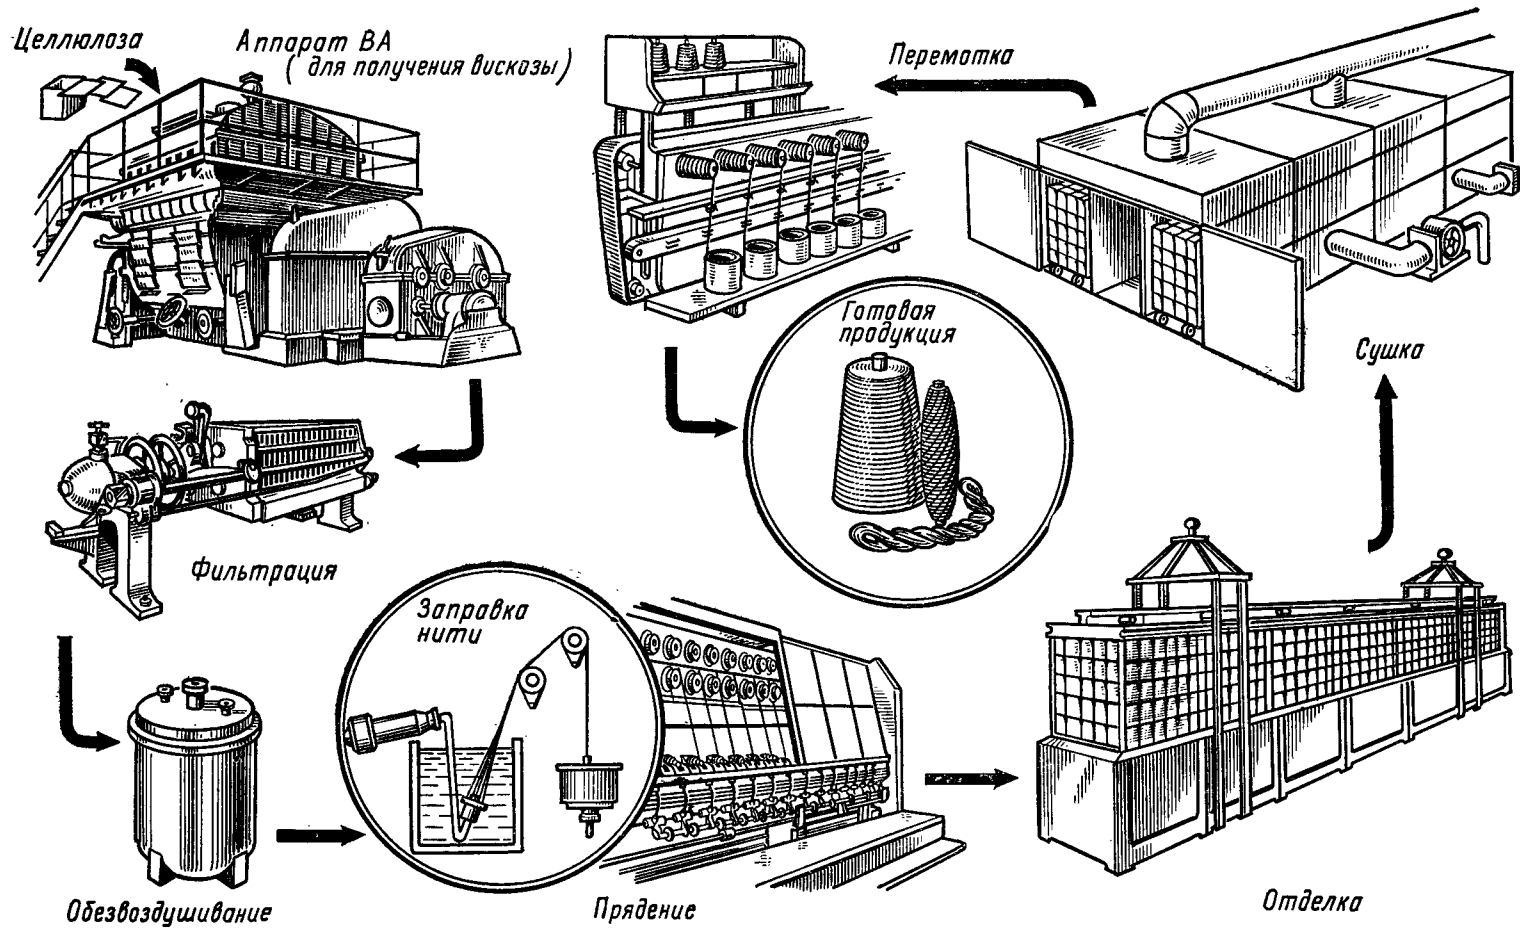 Целлюлоза
Аппарат ВА
(для получения вискозы)
Фильтрация
Обезвоздушивание
Заправка
нити
Прядение
Отделка
Сушка
Перемотка
Готовая
продукция